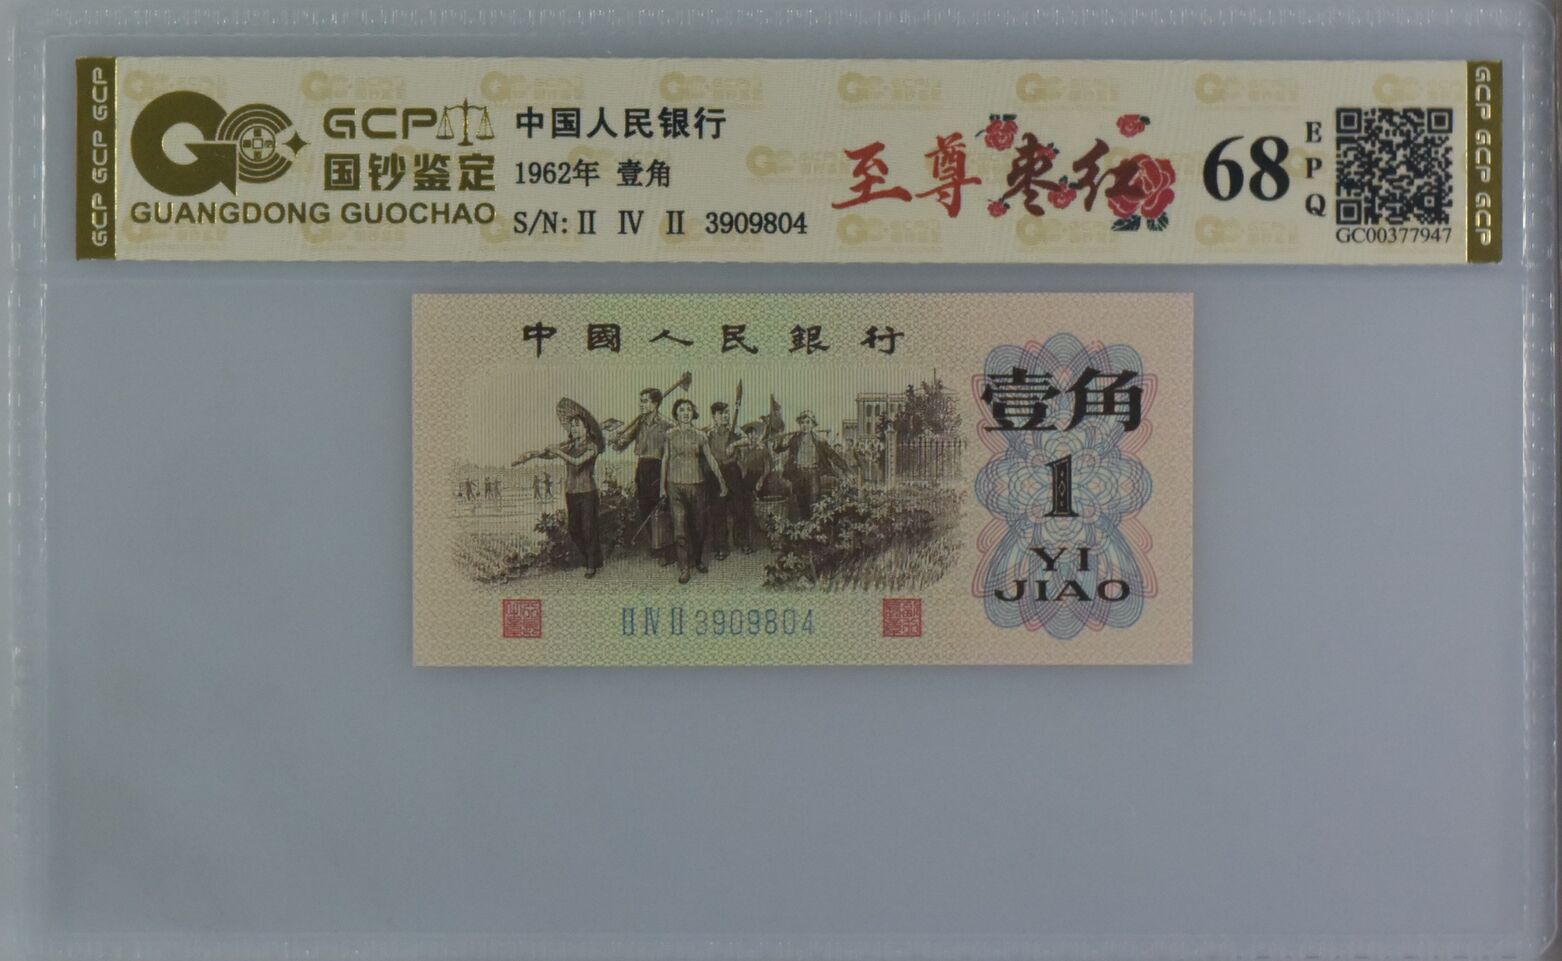 GCP GCP GCP
GCP
国钞鉴定
GUANGDONG GUOCHAO
中国人民银行
1962年 壹角
S/N: II IV II 3909804
至尊枣红
68
EPQ
GC00377947
GCP GCP GCP
中國人民銀行
壹角
1
YI
JIAO
II IV II 3909804